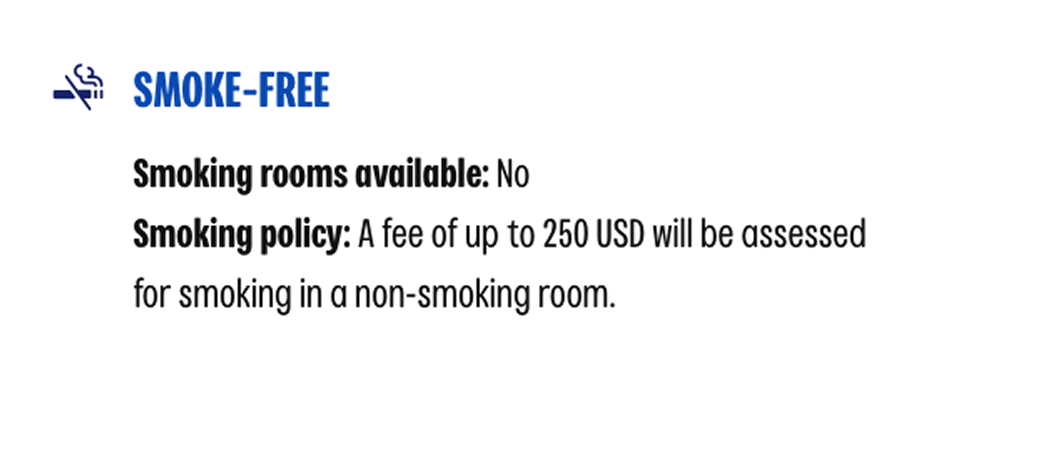 SMOKE-FREE
Smoking rooms available: No
Smoking policy: A fee of up to 250 USD will be assessed
for smoking in a non-smoking room.